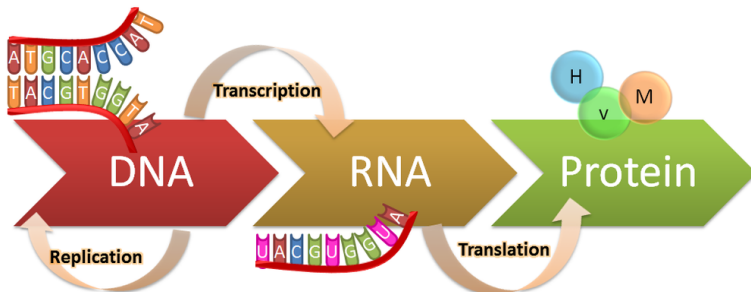 ATGCACCAT
TACGTGGTA
Transcription
H
v
M
DNA
RNA
Protein
Replication
UACGUGGUA
Translation